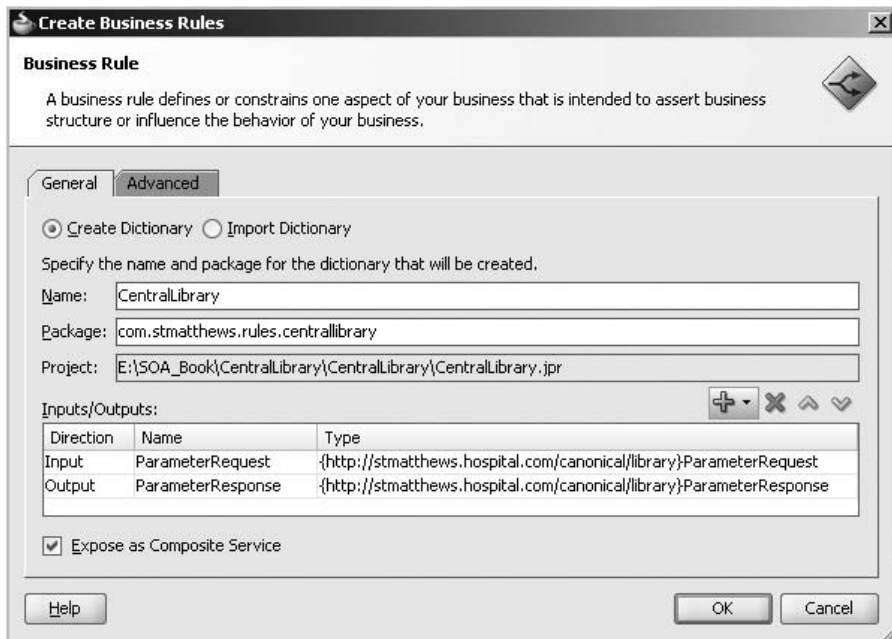 Create Business Rules
Business Rule
A business rule defines or constrains one aspect of your business that is intended to assert business
structure or influence the behavior of your business.
General Advanced
Create Dictionary Import Dictionary
Specify the name and package for the dictionary that will be created.
Name: CentralLibrary
Package: com.stmatthews.rules.centrallibrary
Project: E:\SOA_Book\CentralLibrary\CentralLibrary\CentralLibrary.jpr
Inputs/Outputs:
Direction Name Type
Input ParameterRequest {http://stmatthews.hospital.com/canonical/library}ParameterRequest
Output ParameterResponse {http://stmatthews.hospital.com/canonical/library}ParameterResponse
Expose as Composite Service
Help OK Cancel